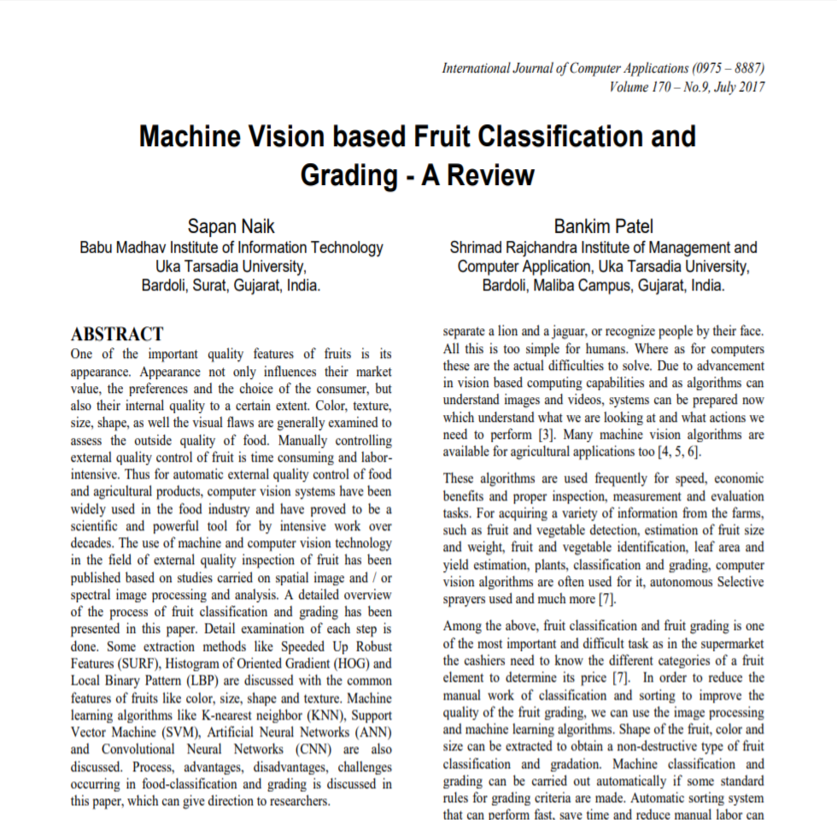 International Journal of Computer Applications (0975 – 8887)
Volume 170 – No.9, July 2017
Machine Vision based Fruit Classification and
Grading - A Review
Sapan Naik
Babu Madhav Institute of Information Technology
Uka Tarsadia University,
Bardoli, Surat, Gujarat, India.
Bankim Patel
Shrimad Rajchandra Institute of Management and
Computer Application, Uka Tarsadia University,
Bardoli, Maliba Campus, Gujarat, India.
ABSTRACT
One of the important quality features of fruits is its
appearance. Appearance not only influences their market
value, the preferences and the choice of the consumer, but
also their internal quality to a certain extent. Color, texture,
size, shape, as well the visual flaws are generally examined to
assess the outside quality of food. Manually controlling
external quality control of fruit is time consuming and labor-
intensive. Thus for automatic external quality control of food
and agricultural products, computer vision systems have been
widely used in the food industry and have proved to be a
scientific and powerful tool for by intensive work over
decades. The use of machine and computer vision technology
in the field of external quality inspection of fruit has been
published based on studies carried on spatial image and / or
spectral image processing and analysis. A detailed overview
of the process of fruit classification and grading has been
presented in this paper. Detail examination of each step is
done. Some extraction methods like Speeded Up Robust
Features (SURF), Histogram of Oriented Gradient (HOG) and
Local Binary Pattern (LBP) are discussed with the common
features of fruits like color, size, shape and texture. Machine
learning algorithms like K-nearest neighbor (KNN), Support
Vector Machine (SVM), Artificial Neural Networks (ANN)
and Convolutional Neural Networks (CNN) are also
discussed. Process, advantages, disadvantages, challenges
occurring in food-classification and grading is discussed in
this paper, which can give direction to researchers.
separate a lion and a jaguar, or recognize people by their face.
All this is too simple for humans. Where as for computers
these are the actual difficulties to solve. Due to advancement
in vision based computing capabilities and as algorithms can
understand images and videos, systems can be prepared now
which understand what we are looking at and what actions we
need to perform [3]. Many machine vision algorithms are
available for agricultural applications too [4, 5, 6].
These algorithms are used frequently for speed, economic
benefits and proper inspection, measurement and evaluation
tasks. For acquiring a variety of information from the farms,
such as fruit and vegetable detection, estimation of fruit size
and weight, fruit and vegetable identification, leaf area and
yield estimation, plants, classification and grading, computer
vision algorithms are often used for it, autonomous Selective
sprayers used and much more [7].
Among the above, fruit classification and fruit grading is one
of the most important and difficult task as in the supermarket
the cashiers need to know the different categories of a fruit
element to determine its price [7]. In order to reduce the
manual work of classification and sorting to improve the
quality of the fruit grading, we can use the image processing
and machine learning algorithms. Shape of the fruit, color and
size can be extracted to obtain a non-destructive type of fruit
classification and gradation. Machine classification and
grading can be carried out automatically if some standard
rules for grading criteria are made. Automatic sorting system
that can perform fast, save time and reduce manual labor can